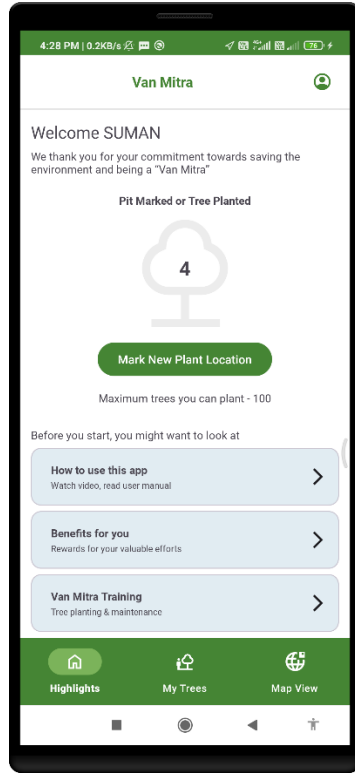 4:28 PM | 0.2KB/s
76
Van Mitra
Welcome SUMAN
We thank you for your commitment towards saving the
environment and being a "Van Mitra"
Pit Marked or Tree Planted
4
Mark New Plant Location
Maximum trees you can plant - 100
Before you start, you might want to look at
How to use this app
Watch video, read user manual
Benefits for you
Rewards for your valuable efforts
Van Mitra Training
Tree planting & maintenance
Highlights
My Trees
Map View